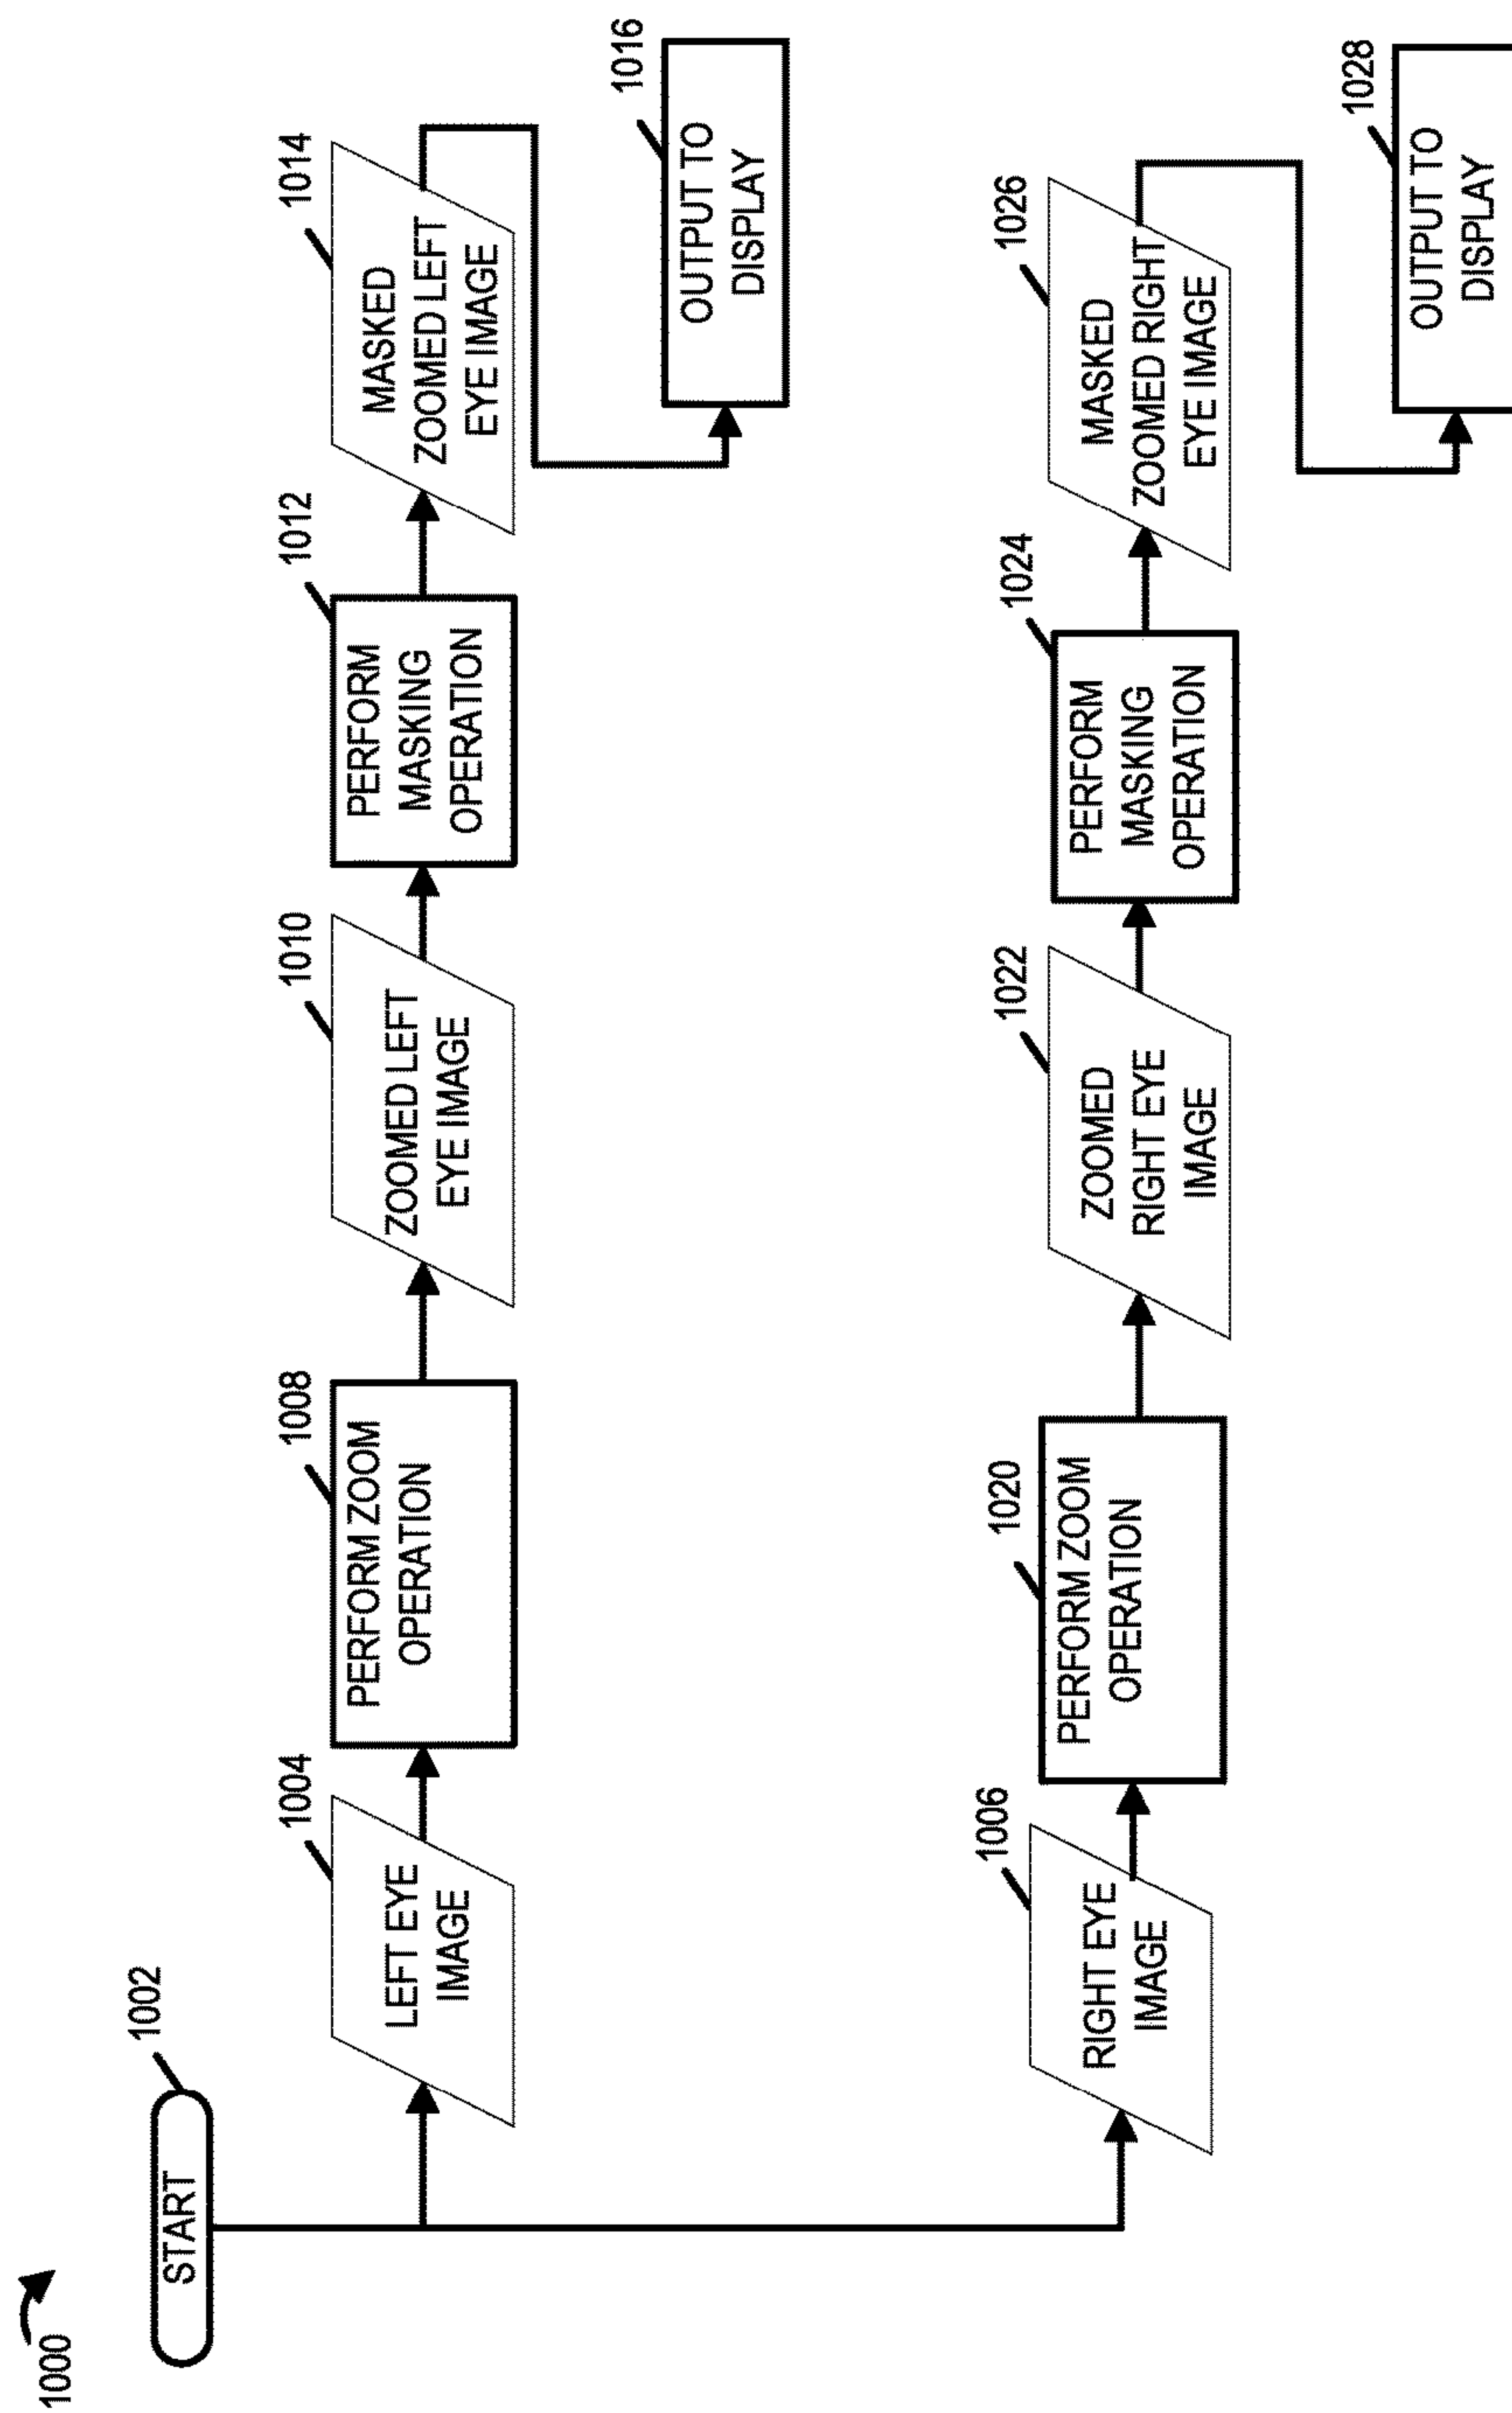 1000
START
1002
LEFT EYE
IMAGE
1004
PERFORM ZOOM
OPERATION
1008
ZOOMED LEFT
EYE IMAGE
1010
PERFORM
MASKING
OPERATION
1012
MASKED
ZOOMED LEFT
EYE IMAGE
1014
OUTPUT TO
DISPLAY
1016
RIGHT EYE
IMAGE
1006
PERFORM ZOOM
OPERATION
1020
ZOOMED
RIGHT EYE
IMAGE
1022
PERFORM
MASKING
OPERATION
1024
MASKED
ZOOMED RIGHT
EYE IMAGE
1026
OUTPUT TO
DISPLAY
1028